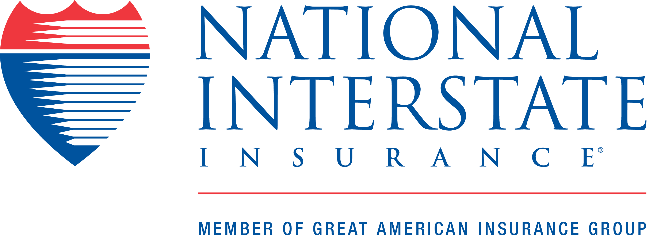 NATIONAL
INTERSTATE
INSURANCE®
MEMBER OF GREAT AMERICAN INSURANCE GROUP